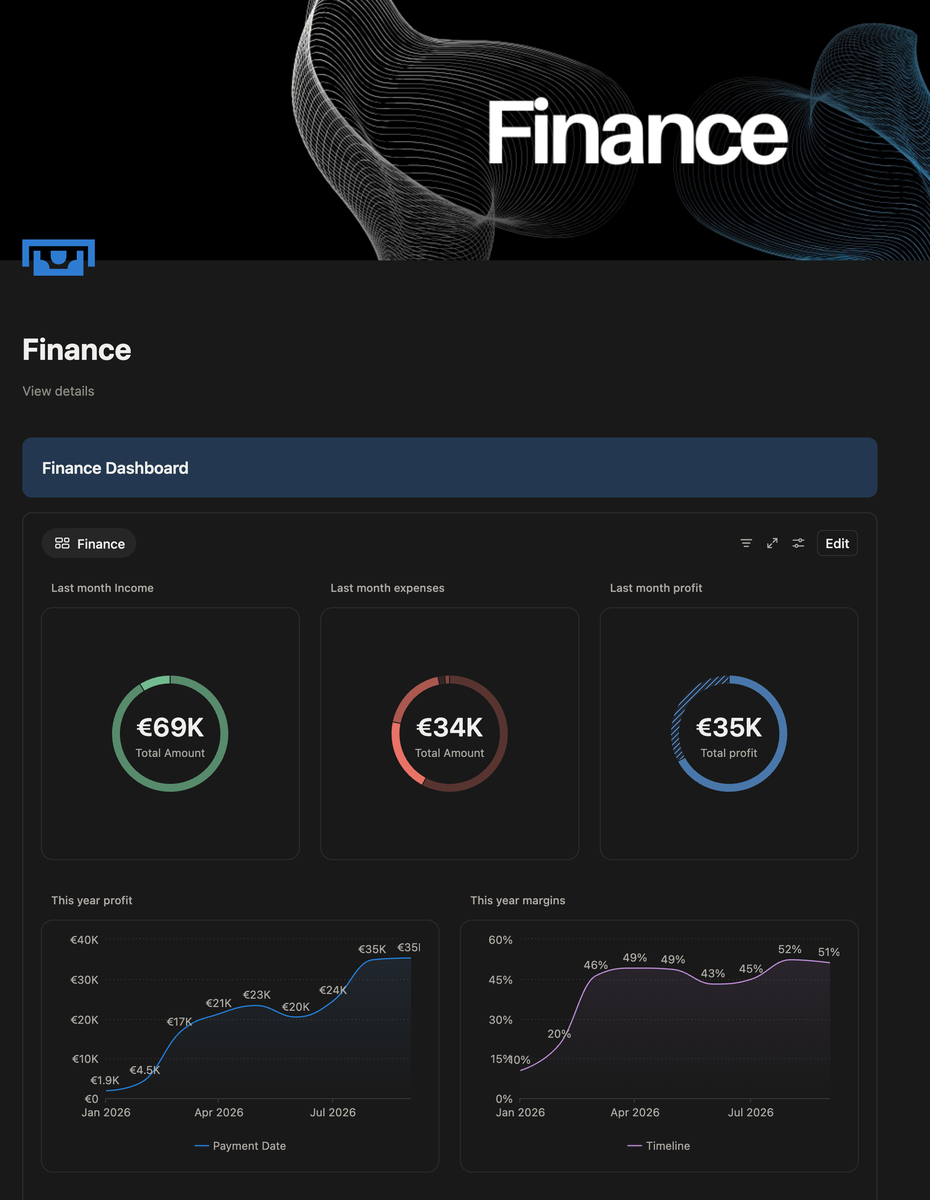 Finance
Finance
View details
Finance Dashboard
Finance
Edit
Last month Income
Last month expenses
Last month profit
€69K
Total Amount
€34K
Total Amount
€35K
Total profit
This year profit
€40K
€30K
€20K
€10K
€0
€1.9K
€4.5K
€17K
€21K
€23K
€20K
€24K
€35K
€35
Jan 2026
Apr 2026
Jul 2026
Payment Date
This year margins
60%
45%
30%
15%
0%
10%
20%
46%
49%
49%
43%
45%
52%
51%
Jan 2026
Apr 2026
Jul 2026
Timeline